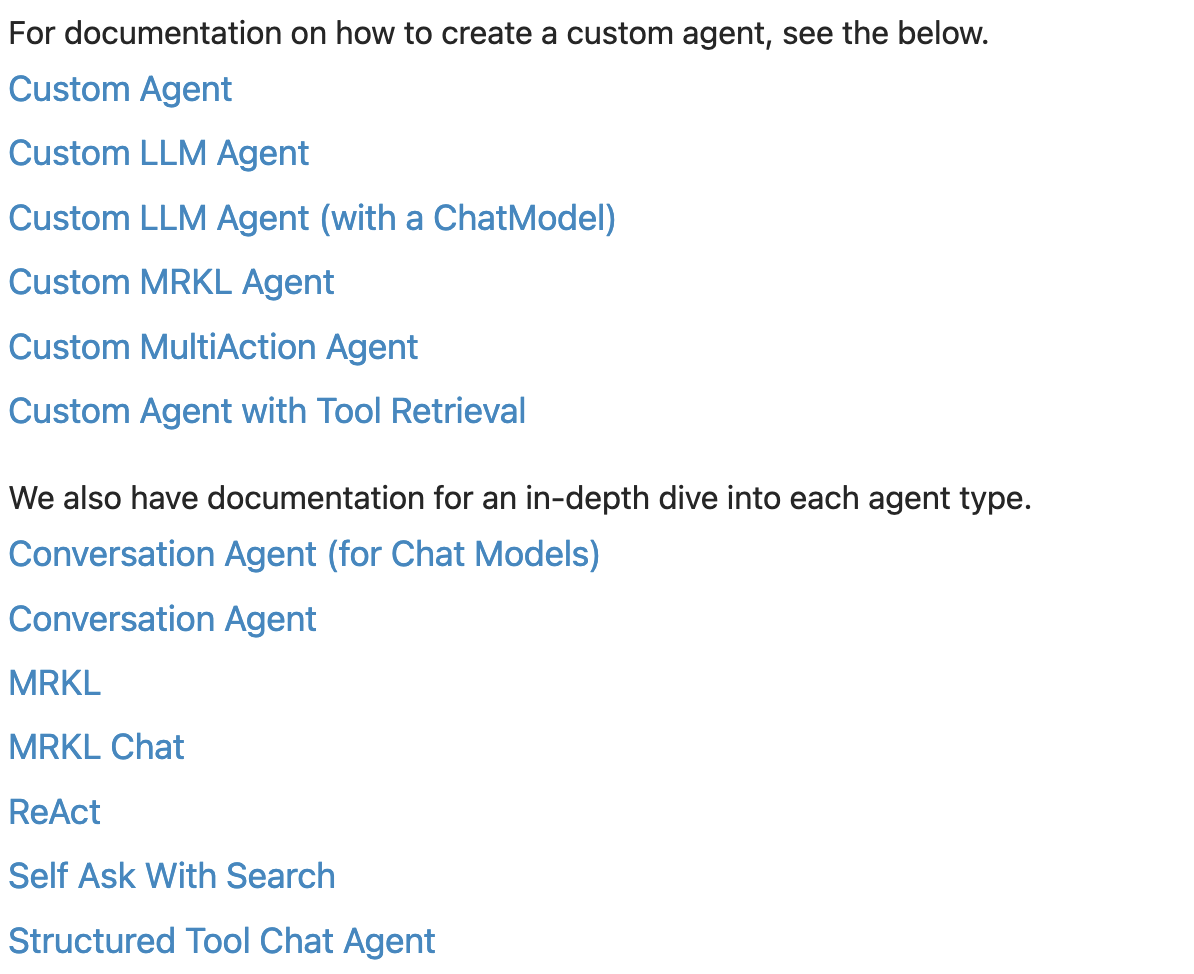 For documentation on how to create a custom agent, see the below.
Custom Agent
Custom LLM Agent
Custom LLM Agent (with a ChatModel)
Custom MRKL Agent
Custom MultiAction Agent
Custom Agent with Tool Retrieval
We also have documentation for an in-depth dive into each agent type.
Conversation Agent (for Chat Models)
Conversation Agent
MRKL
MRKL Chat
ReAct
Self Ask With Search
Structured Tool Chat Agent